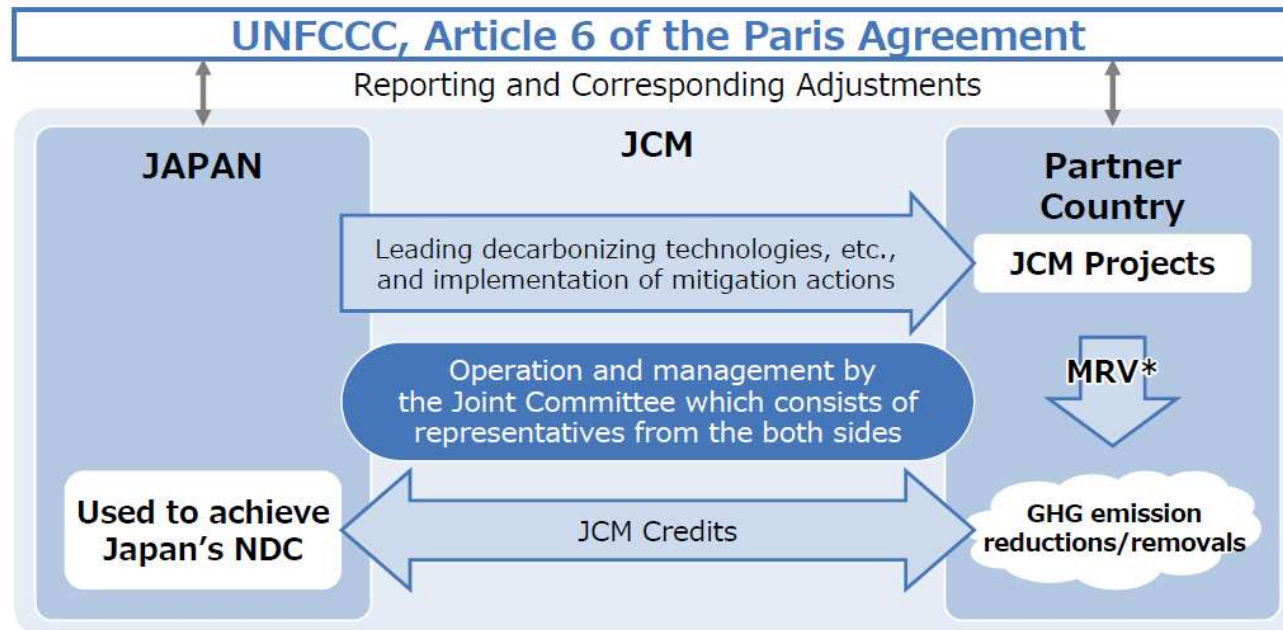 UNFCCC, Article 6 of the Paris Agreement
Reporting and Corresponding Adjustments
JAPAN
JCM
Partner
Country
Leading decarbonizing technologies, etc.,
and implementation of mitigation actions
JCM Projects
Operation and management by
the Joint Committee which consists of
representatives from the both sides
MRV*
Used to achieve
Japan's NDC
JCM Credits
GHG emission
reductions/removals